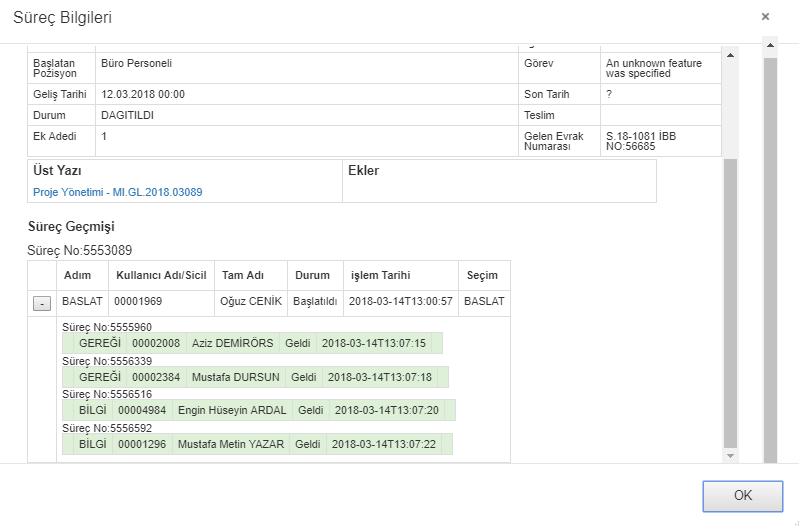 Süreç Bilgileri
×
Başlatan Pozisyon Büro Personeli Görev An unknown feature was specified
Geliş Tarihi 12.03.2018 00:00 Son Tarih ?
Durum DAGITILDI Teslim
Ek Adedi 1 Gelen Evrak Numarası S.18-1081 İBB NO:56685
Üst Yazı Ekler
Proje Yönetimi - MI.GL.2018.03089
Süreç Geçmişi
Süreç No:5553089
Adım Kullanıcı Adı/Sicil Tam Adı Durum işlem Tarihi Seçim
- BASLAT 00001969 Oğuz CENİK Başlatıldı 2018-03-14T13:00:57 BASLAT
Süreç No:5555960
GEREĞİ 00002008 Aziz DEMİRÖRS Geldi 2018-03-14T13:07:15
Süreç No:5556339
GEREĞİ 00002384 Mustafa DURSUN Geldi 2018-03-14T13:07:18
Süreç No:5556516
BİLGİ 00004984 Engin Hüseyin ARDAL Geldi 2018-03-14T13:07:20
Süreç No:5556592
BİLGİ 00001296 Mustafa Metin YAZAR Geldi 2018-03-14T13:07:22
OK